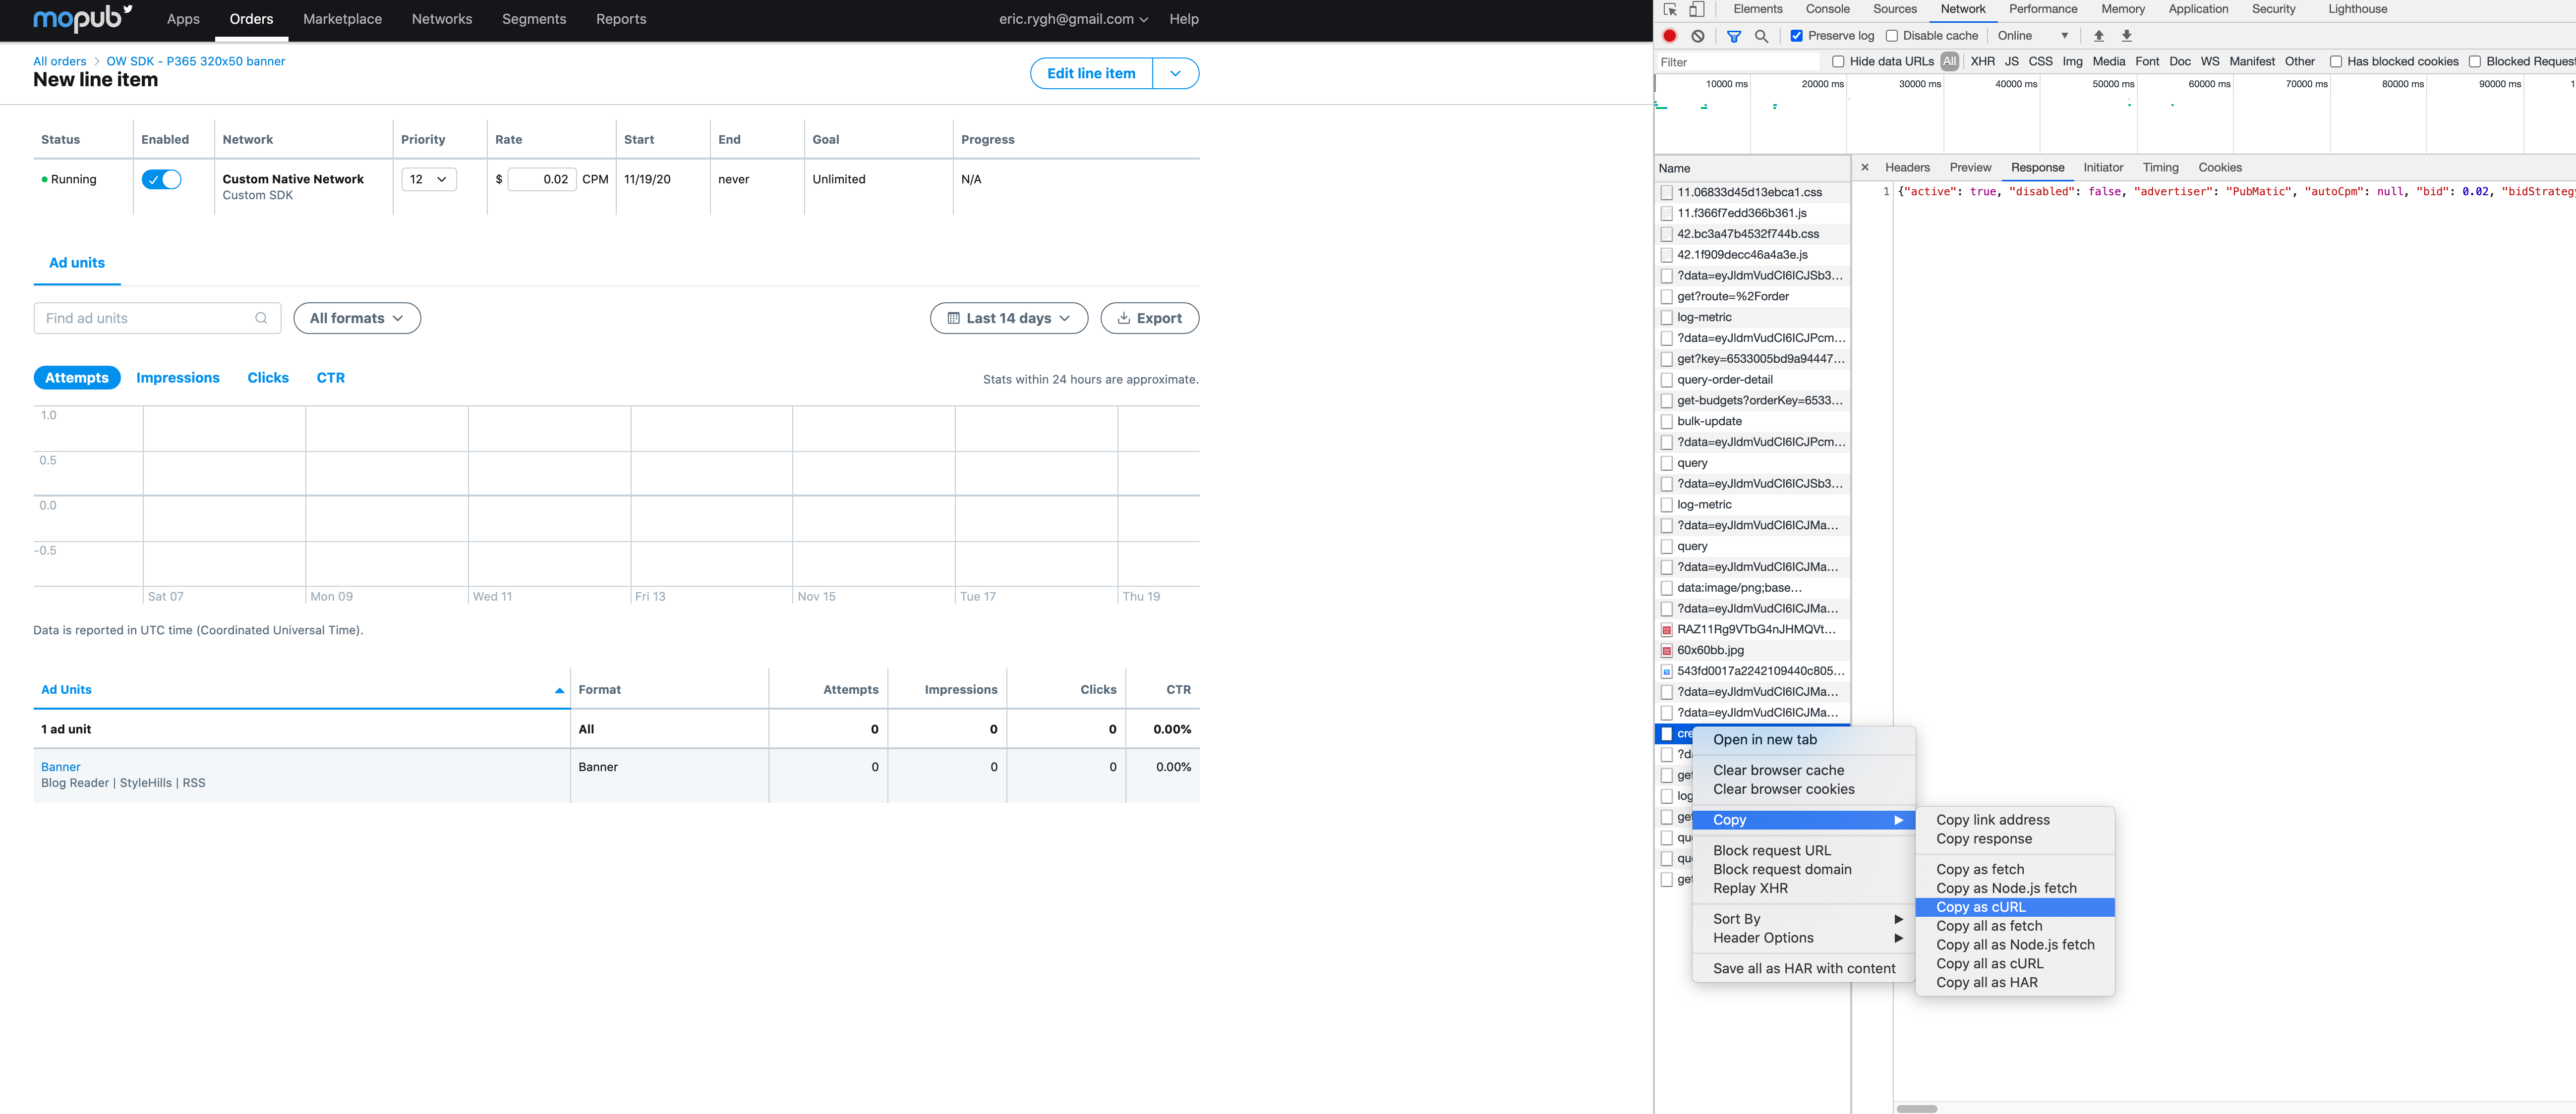 mopub Apps Orders Marketplace Networks Segments Reports eric.rygh@gmail.com Help
All orders > OW SDK - P365 320x50 banner
New line item
Edit line item
Status Enabled Network Priority Rate Start End Goal Progress
Running Custom Native Network 12 $ 0.02 CPM 11/19/20 never Unlimited N/A
Custom SDK
Ad units
Find ad units All formats Last 14 days Export
Attempts Impressions Clicks CTR Stats within 24 hours are approximate.
1.0
0.5
0.0
-0.5
Sat 07 Mon 09 Wed 11 Fri 13 Nov 15 Tue 17 Thu 19
Data is reported in UTC time (Coordinated Universal Time).
Ad Units Format Attempts Impressions Clicks CTR
1 ad unit All 0 0 0 0.00%
Banner Banner 0 0 0 0.00%
Blog Reader | StyleHills | RSS
Elements Console Sources Network Performance Memory Application Security Lighthouse
Preserve log Disable cache Online
Filter Hide data URLs All XHR JS CSS Img Media Font Doc WS Manifest Other Has blocked cookies Blocked Request
10000 ms 20000 ms 30000 ms 40000 ms 50000 ms 60000 ms 70000 ms 80000 ms 90000 ms 1
Name × Headers Preview Response Initiator Timing Cookies
1 {"active": true, "disabled": false, "advertiser": "PubMatic", "autoCpm": null, "bid": 0.02, "bidStrateg
11.06833d45d13ebca1.css
11.f366f7edd366b361.js
42.bc3a47b4532f744b.css
42.1f909decc46a4a3e.js
?data=eyJldmVudCI6ICJSb3...
get?route=%2Forder
log-metric
?data=eyJldmVudCI6ICJPcm...
get?key=6533005bd9a94447...
query-order-detail
get-budgets?orderKey=6533...
bulk-update
?data=eyJldmVudCI6ICJPcm...
query
?data=eyJldmVudCI6ICJSb3...
log-metric
?data=eyJldmVudCI6ICJMa...
query
?data=eyJldmVudCI6ICJMa...
data:image/png;base...
?data=eyJldmVudCI6ICJMa...
RAZ11Rg9VTbG4nJHMQVt...
60x60bb.jpg
543fd0017a2242109440c805...
?data=eyJldmVudCI6ICJMa...
?data=eyJldmVudCI6ICJMa...
cre
?da
get
log
get
que
que
get
Open in new tab
Clear browser cache
Clear browser cookies
Copy
Block request URL
Block request domain
Replay XHR
Sort By
Header Options
Save all as HAR with content
Copy link address
Copy response
Copy as fetch
Copy as Node.js fetch
Copy as cURL
Copy all as fetch
Copy all as Node.js fetch
Copy all as cURL
Copy all as HAR